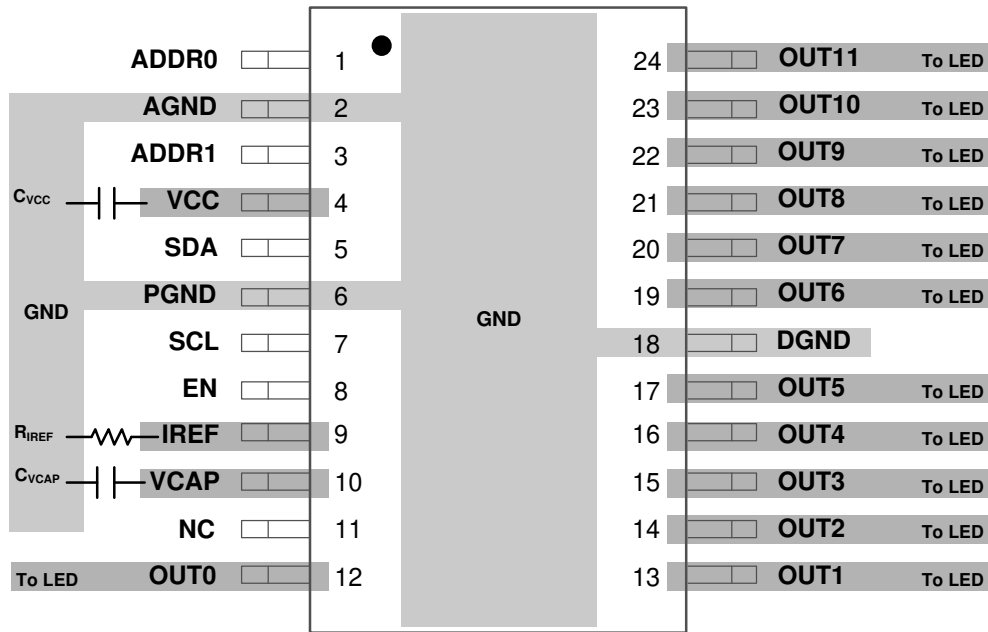 ADDR0 1 24 OUT11 To LED
AGND 2 23 OUT10 To LED
ADDR1 3 22 OUT9 To LED
CVCC VCC 4 21 OUT8 To LED
SDA 5 20 OUT7 To LED
PGND 6 19 OUT6 To LED
GND GND
SCL 7 18 DGND
EN 8 17 OUT5 To LED
RIREF IREF 9 16 OUT4 To LED
CVCAP VCAP 10 15 OUT3 To LED
NC 11 14 OUT2 To LED
To LED OUT0 12 13 OUT1 To LED